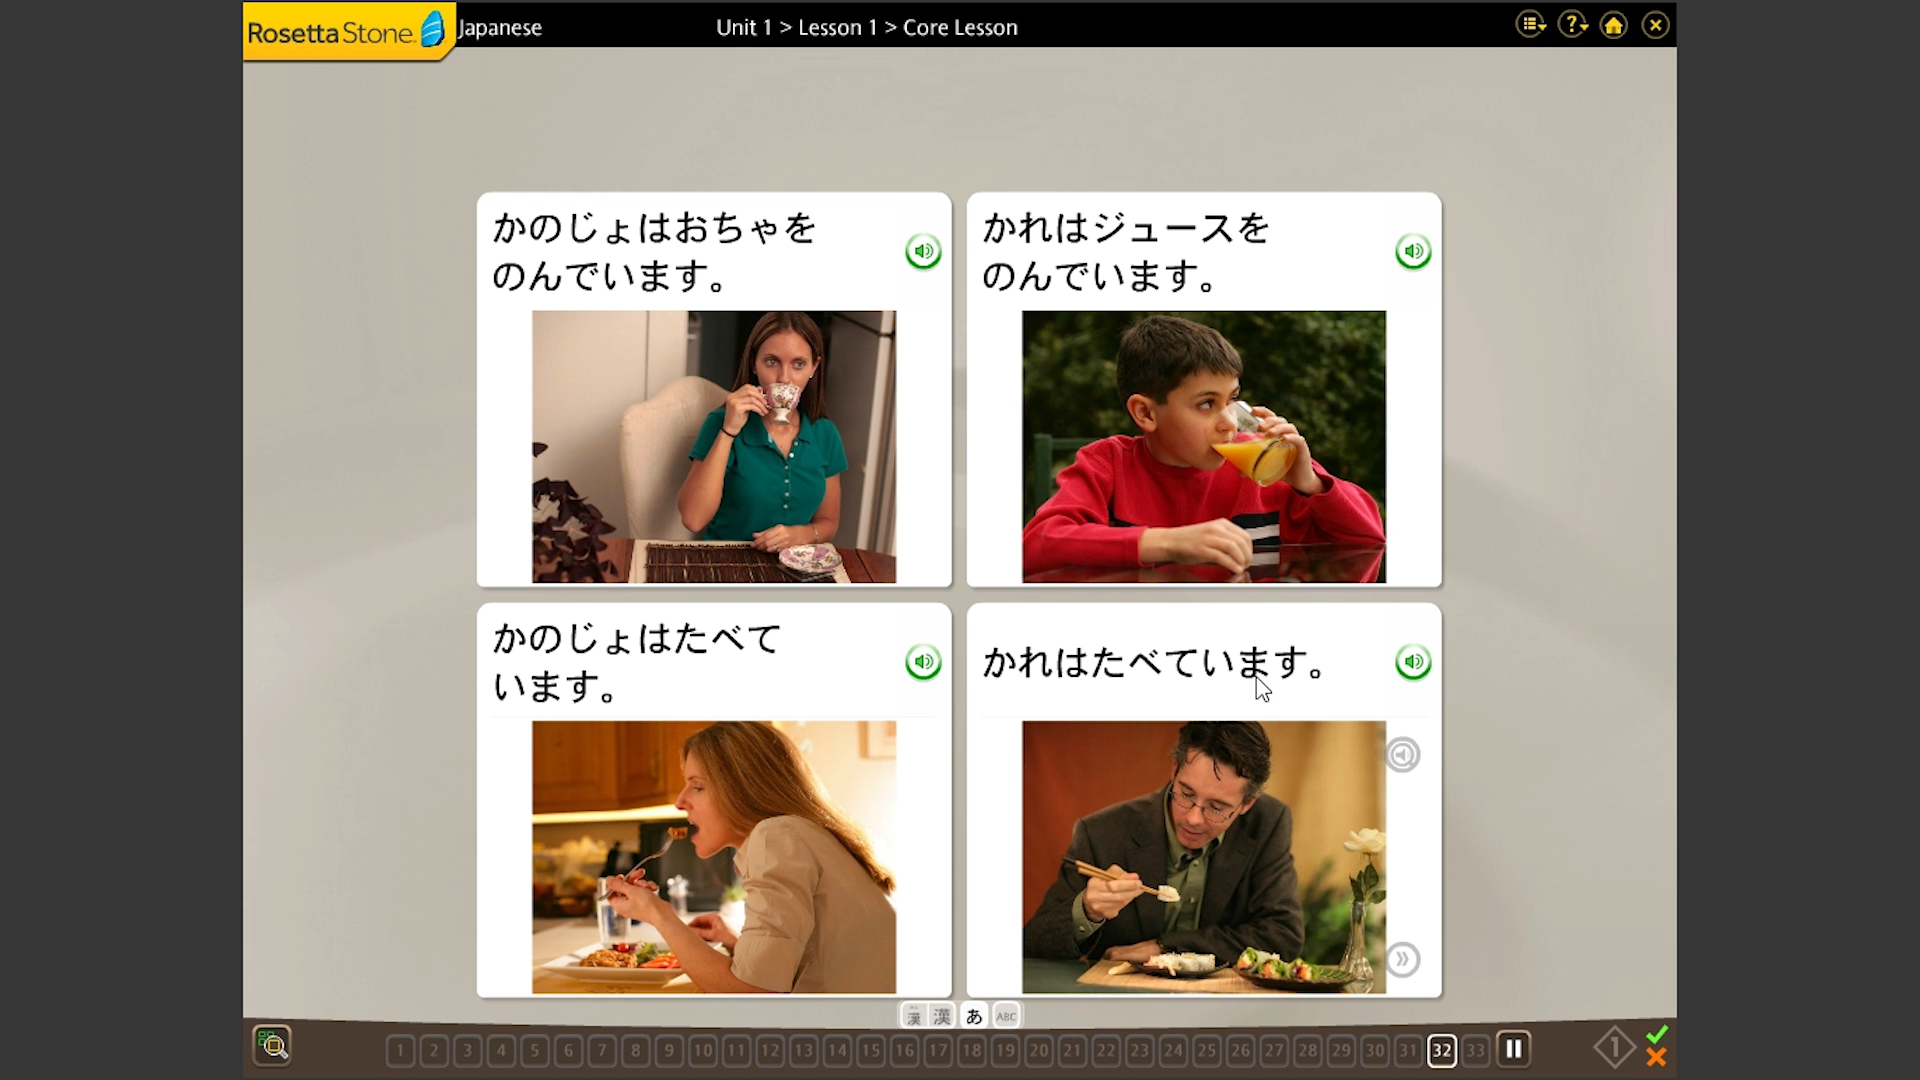 RosettaStone
Japanese
Unit 1 > Lesson 1 > Core Lesson
かのじょはおちゃを
のんでいます。
かれはジュースを
のんでいます。
かのじょはたべて
います。
かれはたべています。
漢 漢 あ ABC
1 2 3 4 5 6 7 8 9 10 11 12 13 14 15 16 17 18 19 20 21 22 23 24 25 26 27 28 29 30 31 32 33
1